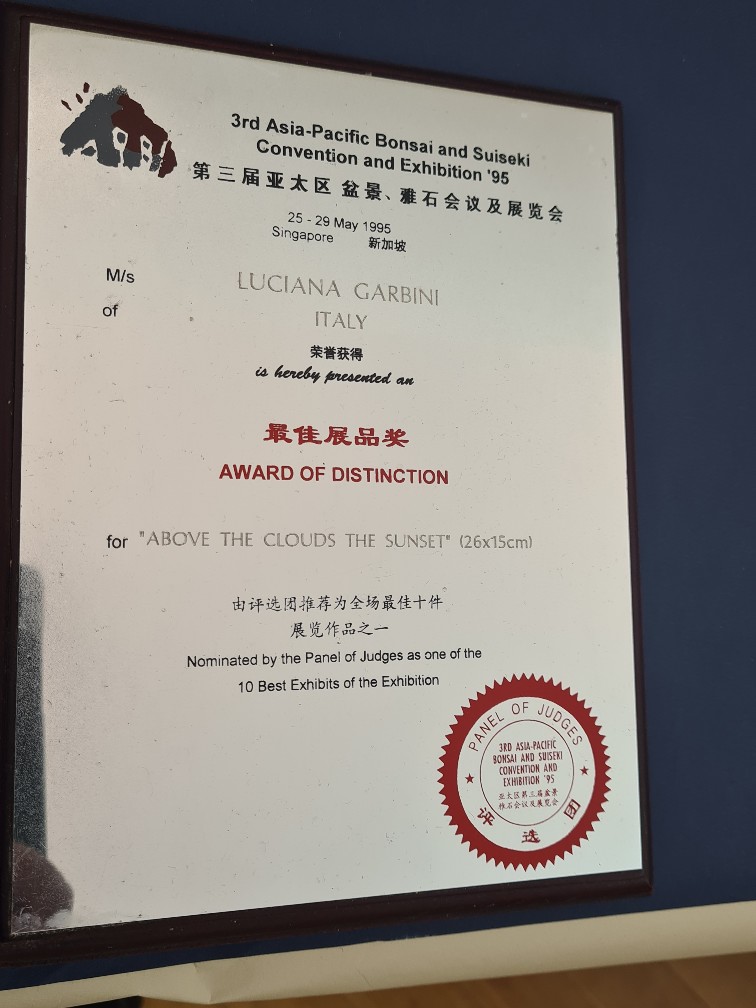 3rd Asia-Pacific Bonsai and Suiseki
Convention and Exhibition '95
第三届亚太区 盆景、雅石会议及展览会
25 - 29 May 1995
Singapore 新加坡
M/s LUCIANA GARBINI
of ITALY
荣誉获得
is hereby presented an
最佳展品奖
AWARD OF DISTINCTION
for "ABOVE THE CLOUDS THE SUNSET" (26x15cm)
由评选团推荐为全场最佳十件
展览作品之一
Nominated by the Panel of Judges as one of the
10 Best Exhibits of the Exhibition
PANEL OF JUDGES
3RD ASIA-PACIFIC
BONSAI AND SUISEKI
CONVENTION AND
EXHIBITION '95
亚太区第三届盆景
雅石会议及展览会
评选团